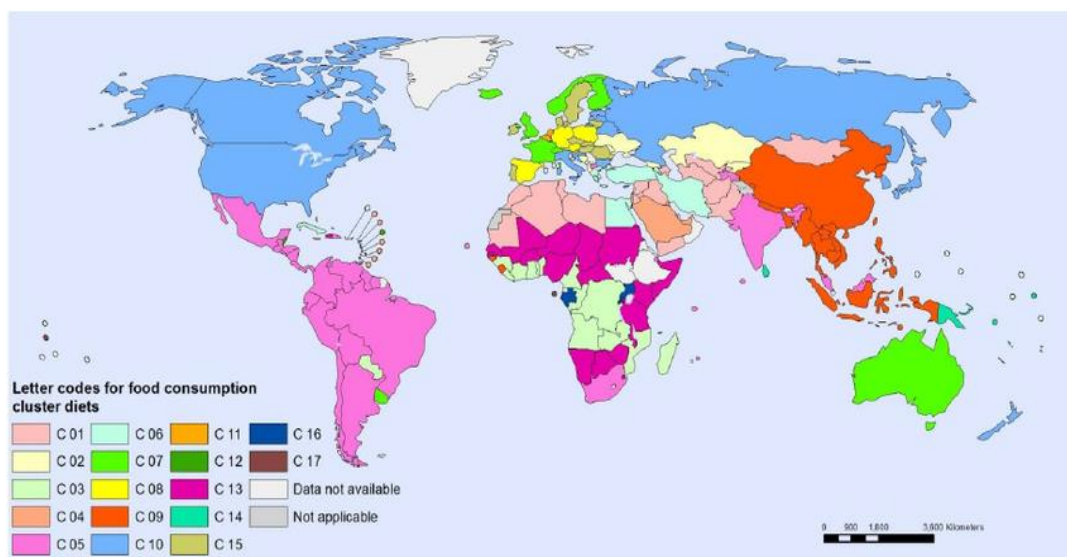 Letter codes for food consumption
cluster diets
C 01 C 06 C 11 C 16
C 02 C 07 C 12 C 17
C 03 C 08 C 13 Data not available
C 04 C 09 C 14 Not applicable
C 05 C 10 C 15
0 900 1,800 3,600 Kilometers